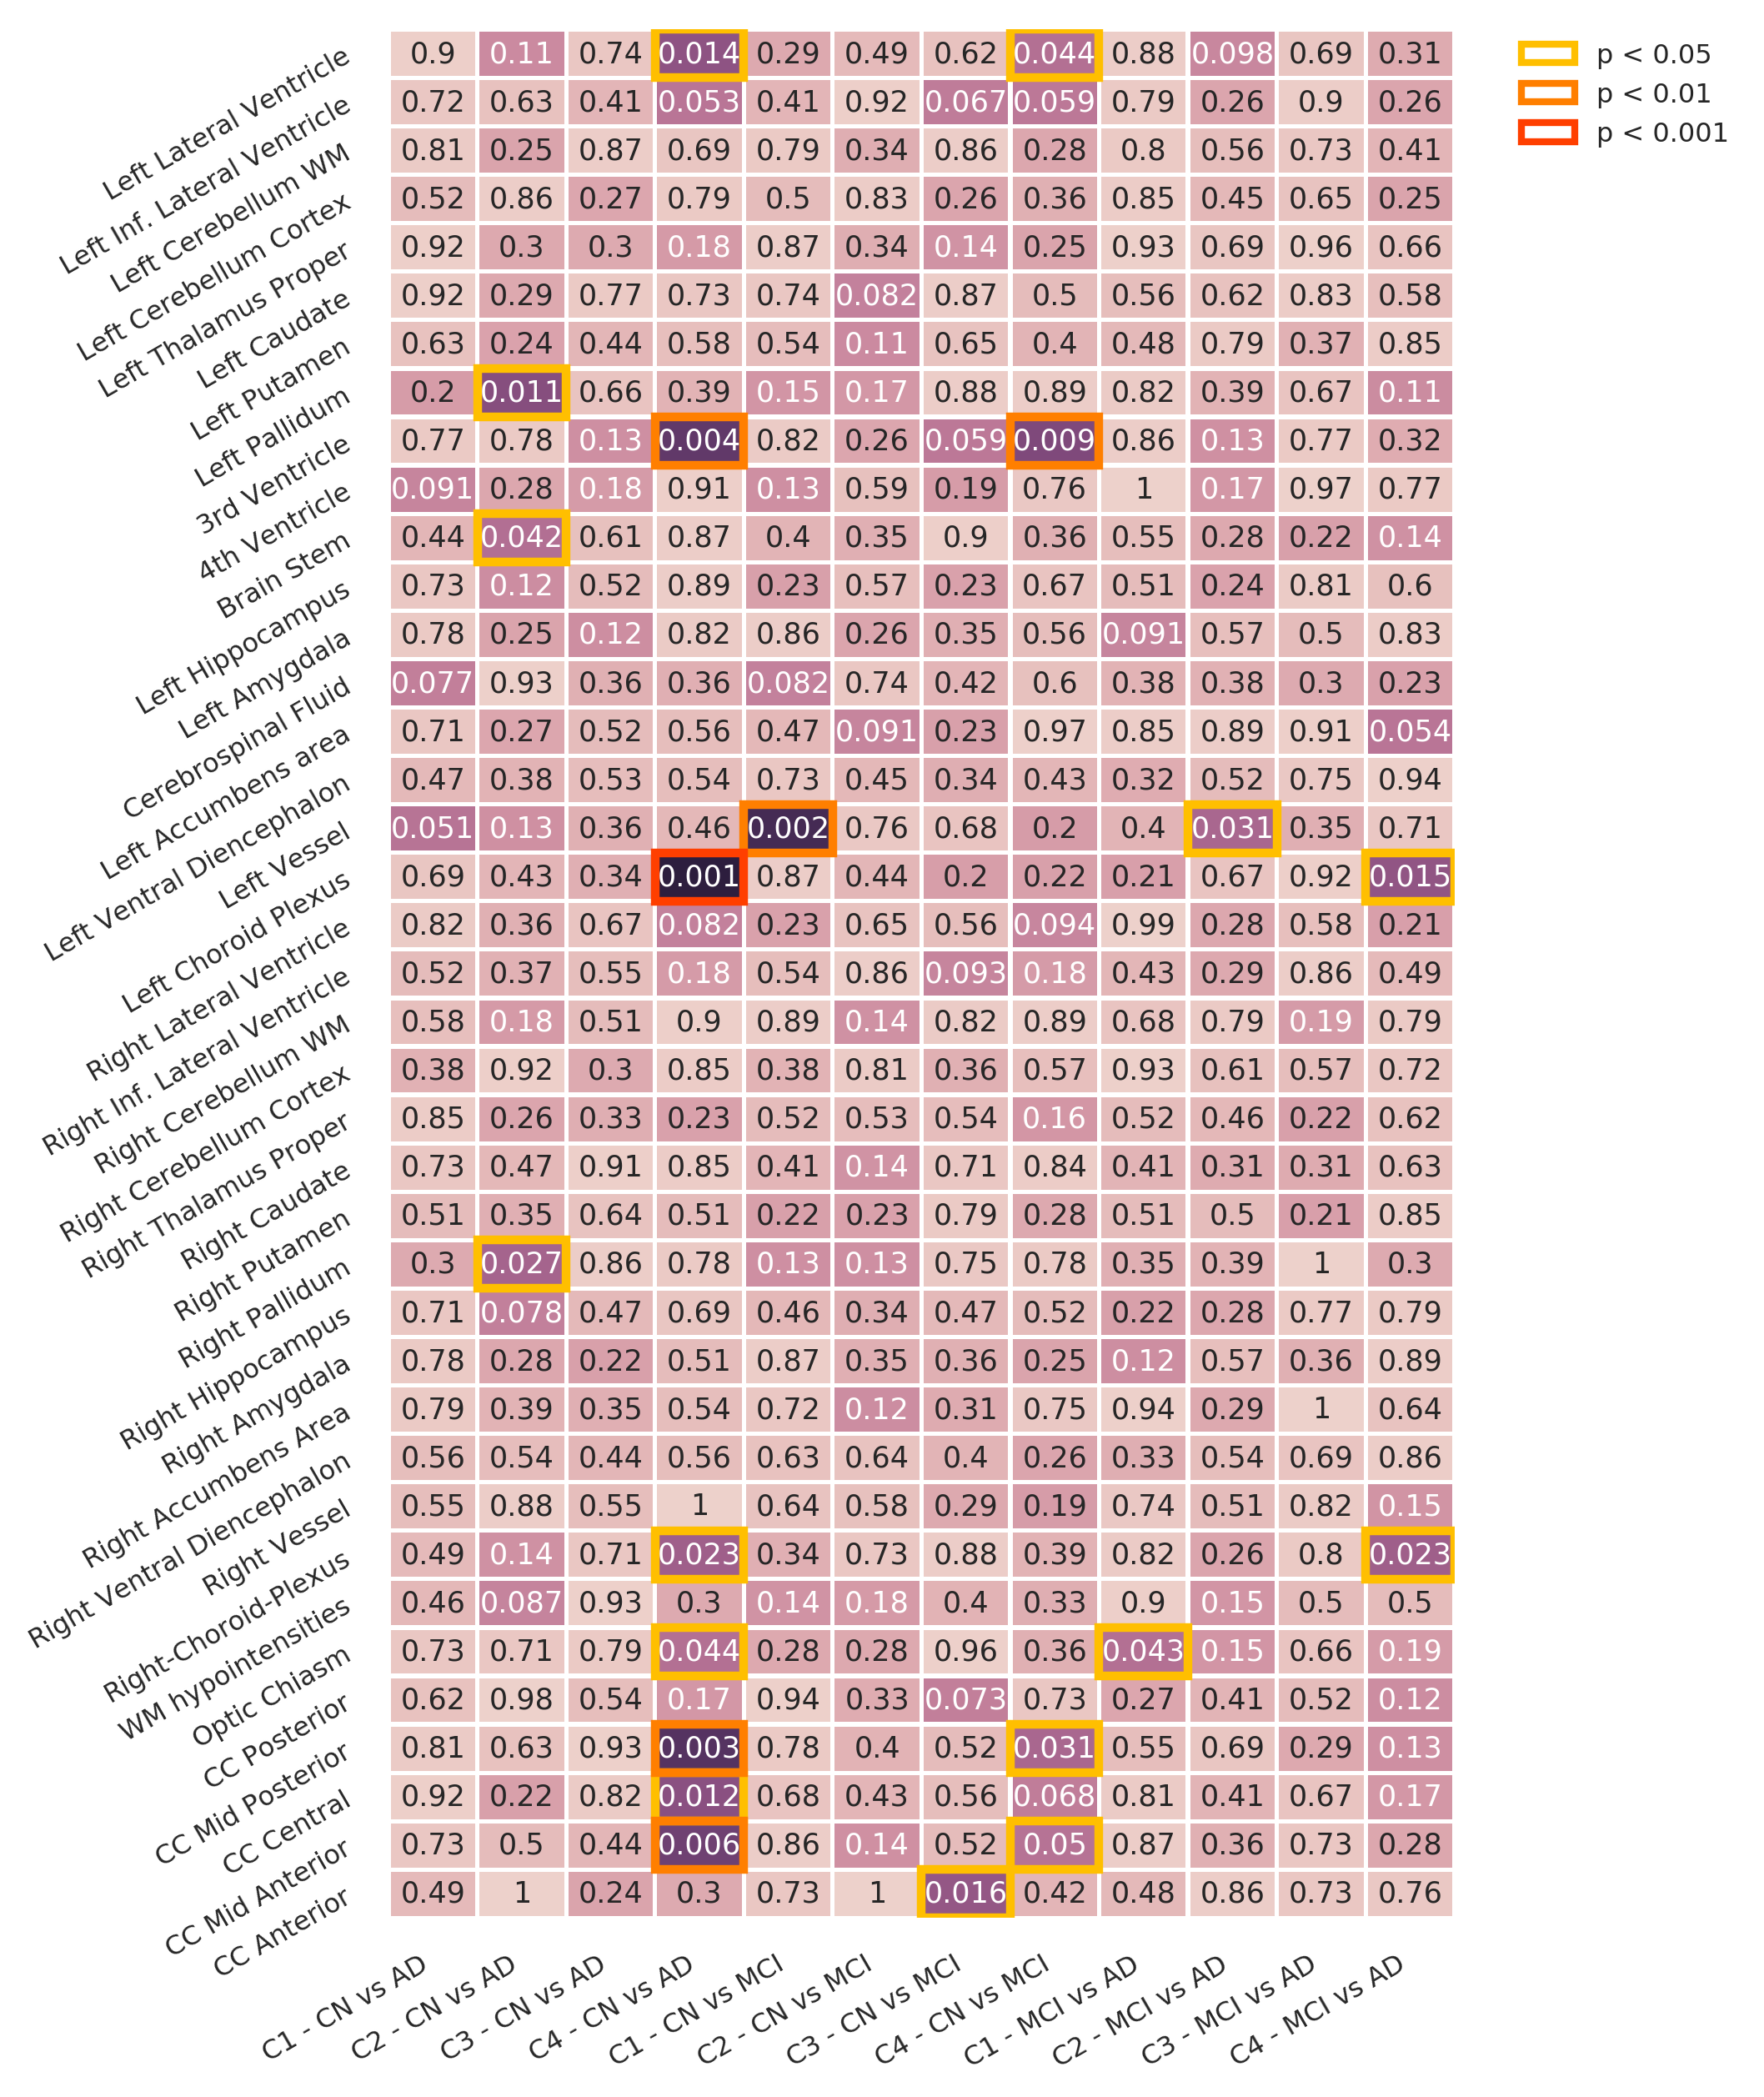 p < 0.05
p < 0.01
p < 0.001
Left Lateral Ventricle 0.9 0.11 0.74 0.014 0.29 0.49 0.62 0.044 0.88 0.098 0.69 0.31
Left Inf. Lateral Ventricle 0.72 0.63 0.41 0.053 0.41 0.92 0.067 0.059 0.79 0.26 0.9 0.26
Left Cerebellum WM 0.81 0.25 0.87 0.69 0.79 0.34 0.86 0.28 0.8 0.56 0.73 0.41
Left Cerebellum Cortex 0.52 0.86 0.27 0.79 0.5 0.83 0.26 0.36 0.85 0.45 0.65 0.25
Left Thalamus Proper 0.92 0.3 0.3 0.18 0.87 0.34 0.14 0.25 0.93 0.69 0.96 0.66
Left Caudate 0.92 0.29 0.77 0.73 0.74 0.082 0.87 0.5 0.56 0.62 0.83 0.58
Left Putamen 0.63 0.24 0.44 0.58 0.54 0.11 0.65 0.4 0.48 0.79 0.37 0.85
Left Pallidum 0.2 0.011 0.66 0.39 0.15 0.17 0.88 0.89 0.82 0.39 0.67 0.11
3rd Ventricle 0.77 0.78 0.13 0.004 0.82 0.26 0.059 0.009 0.86 0.13 0.77 0.32
4th Ventricle 0.091 0.28 0.18 0.91 0.13 0.59 0.19 0.76 1 0.17 0.97 0.77
Brain Stem 0.44 0.042 0.61 0.87 0.4 0.35 0.9 0.36 0.55 0.28 0.22 0.14
Left Hippocampus 0.73 0.12 0.52 0.89 0.23 0.57 0.23 0.67 0.51 0.24 0.81 0.6
Left Amygdala 0.78 0.25 0.12 0.82 0.86 0.26 0.35 0.56 0.091 0.57 0.5 0.83
Cerebrospinal Fluid 0.077 0.93 0.36 0.36 0.082 0.74 0.42 0.6 0.38 0.38 0.3 0.23
Left Accumbens area 0.71 0.27 0.52 0.56 0.47 0.091 0.23 0.97 0.85 0.89 0.91 0.054
Left Ventral Diencephalon 0.47 0.38 0.53 0.54 0.73 0.45 0.34 0.43 0.32 0.52 0.75 0.94
Left Vessel 0.051 0.13 0.36 0.46 0.002 0.76 0.68 0.2 0.4 0.031 0.35 0.71
Left Choroid Plexus 0.69 0.43 0.34 0.001 0.87 0.44 0.2 0.22 0.21 0.67 0.92 0.015
Right Lateral Ventricle 0.82 0.36 0.67 0.082 0.23 0.65 0.56 0.094 0.99 0.28 0.58 0.21
Right Inf. Lateral Ventricle 0.52 0.37 0.55 0.18 0.54 0.86 0.093 0.18 0.43 0.29 0.86 0.49
Right Cerebellum WM 0.58 0.18 0.51 0.9 0.89 0.14 0.82 0.89 0.68 0.79 0.19 0.79
Right Cerebellum Cortex 0.38 0.92 0.3 0.85 0.38 0.81 0.36 0.57 0.93 0.61 0.57 0.72
Right Thalamus Proper 0.85 0.26 0.33 0.23 0.52 0.53 0.54 0.16 0.52 0.46 0.22 0.62
Right Caudate 0.73 0.47 0.91 0.85 0.41 0.14 0.71 0.84 0.41 0.31 0.31 0.63
Right Putamen 0.51 0.35 0.64 0.51 0.22 0.23 0.79 0.28 0.51 0.5 0.21 0.85
Right Pallidum 0.3 0.027 0.86 0.78 0.13 0.13 0.75 0.78 0.35 0.39 1 0.3
Right Hippocampus 0.71 0.078 0.47 0.69 0.46 0.34 0.47 0.52 0.22 0.28 0.77 0.79
Right Amygdala 0.78 0.28 0.22 0.51 0.87 0.35 0.36 0.25 0.12 0.57 0.36 0.89
Right Accumbens Area 0.79 0.39 0.35 0.54 0.72 0.12 0.31 0.75 0.94 0.29 1 0.64
Right Ventral Diencephalon 0.56 0.54 0.44 0.56 0.63 0.64 0.4 0.26 0.33 0.54 0.69 0.86
Right Vessel 0.55 0.88 0.55 1 0.64 0.58 0.29 0.19 0.74 0.51 0.82 0.15
Right-Choroid-Plexus 0.49 0.14 0.71 0.023 0.34 0.73 0.88 0.39 0.82 0.26 0.8 0.023
WM hypointensities 0.46 0.087 0.93 0.3 0.14 0.18 0.4 0.33 0.9 0.15 0.5 0.5
Optic Chiasm 0.73 0.71 0.79 0.044 0.28 0.28 0.96 0.36 0.043 0.15 0.66 0.19
CC Posterior 0.62 0.98 0.54 0.17 0.94 0.33 0.073 0.73 0.27 0.41 0.52 0.12
CC Mid Posterior 0.81 0.63 0.93 0.003 0.78 0.4 0.52 0.031 0.55 0.69 0.29 0.13
CC Central 0.92 0.22 0.82 0.012 0.68 0.43 0.56 0.068 0.81 0.41 0.67 0.17
CC Mid Anterior 0.73 0.5 0.44 0.006 0.86 0.14 0.52 0.05 0.87 0.36 0.73 0.28
CC Anterior 0.49 1 0.24 0.3 0.73 1 0.016 0.42 0.48 0.86 0.73 0.76
C1 - CN vs AD
C2 - CN vs AD
C3 - CN vs AD
C4 - CN vs AD
C1 - CN vs MCI
C2 - CN vs MCI
C3 - CN vs MCI
C4 - CN vs MCI
C1 - MCI vs AD
C2 - MCI vs AD
C3 - MCI vs AD
C4 - MCI vs AD